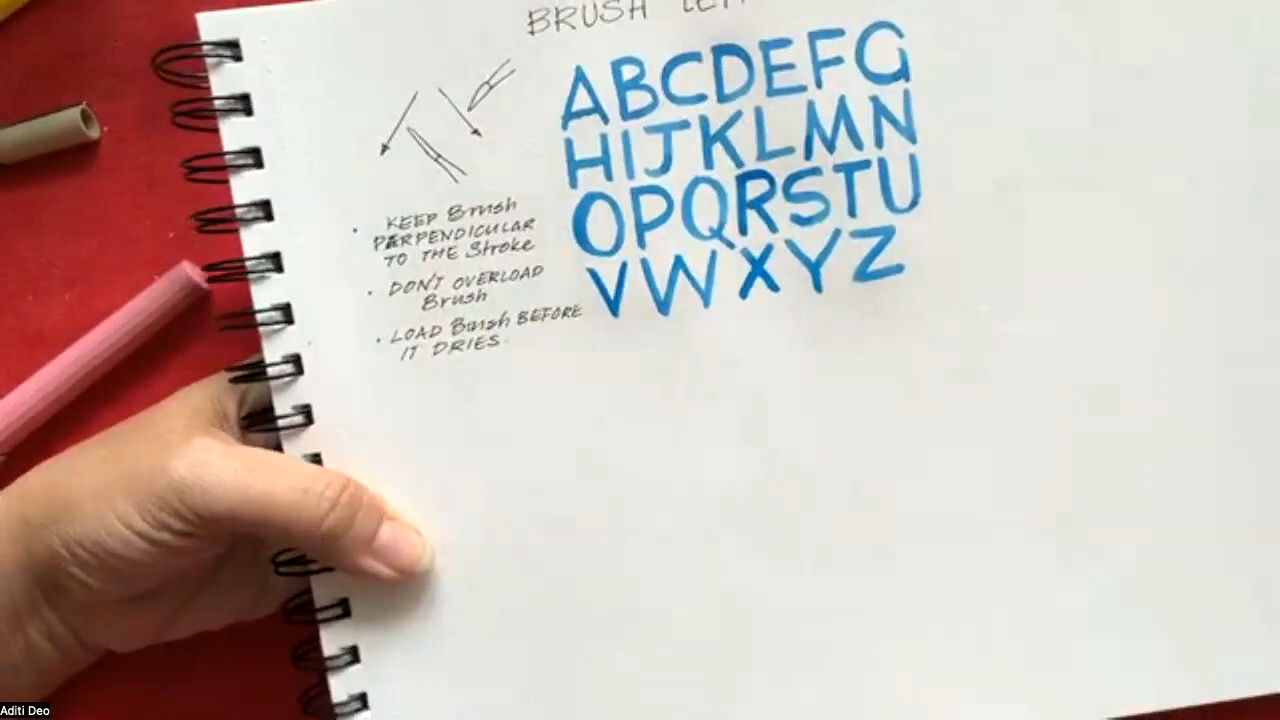 BRUSH LET
ABCDEFG
HIJKLMN
OPQRSTU
VWXYZ
· KEEP Brush
PERPENDICULAR
TO THE Stroke
· DON'T OVERLOAD
Brush
· LOAD Brush BEFORE
IT DRIES.
Aditi Deo